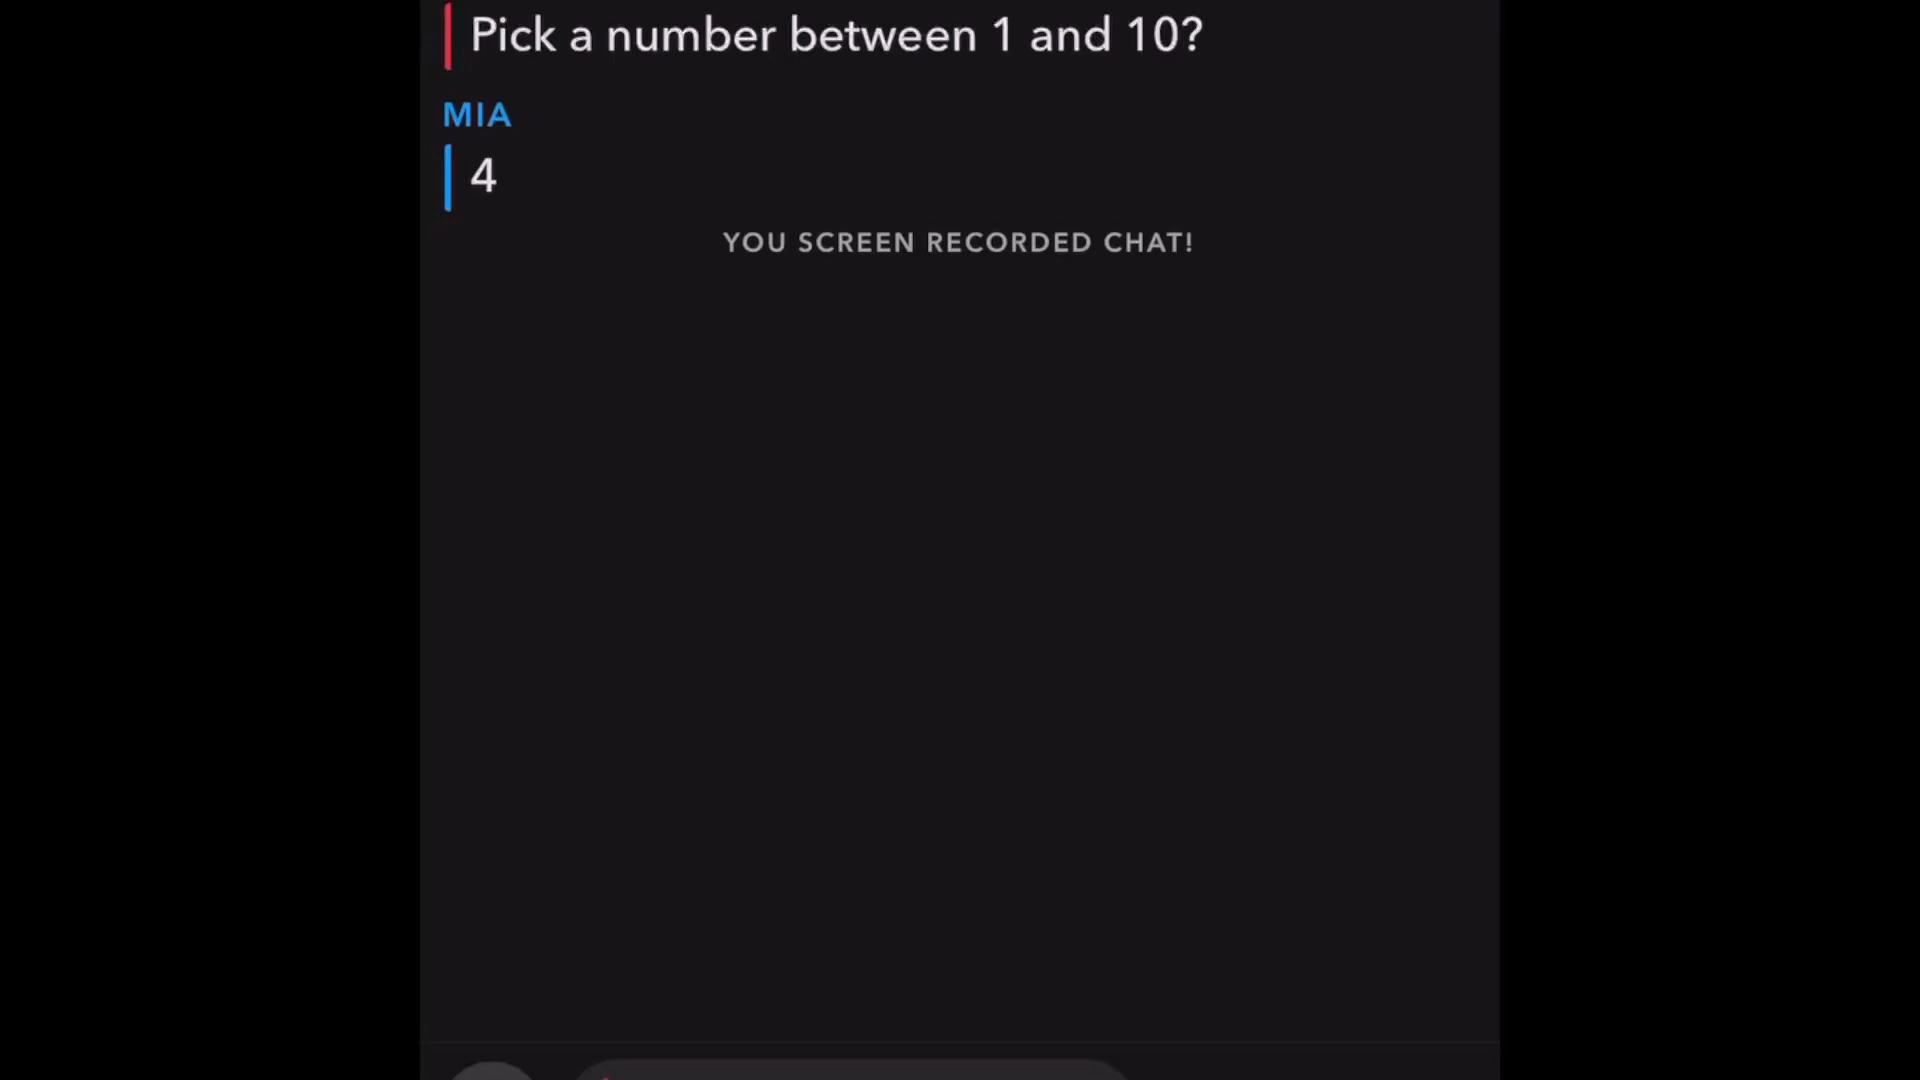 Pick a number between 1 and 10?
MIA
4
YOU SCREEN RECORDED CHAT!